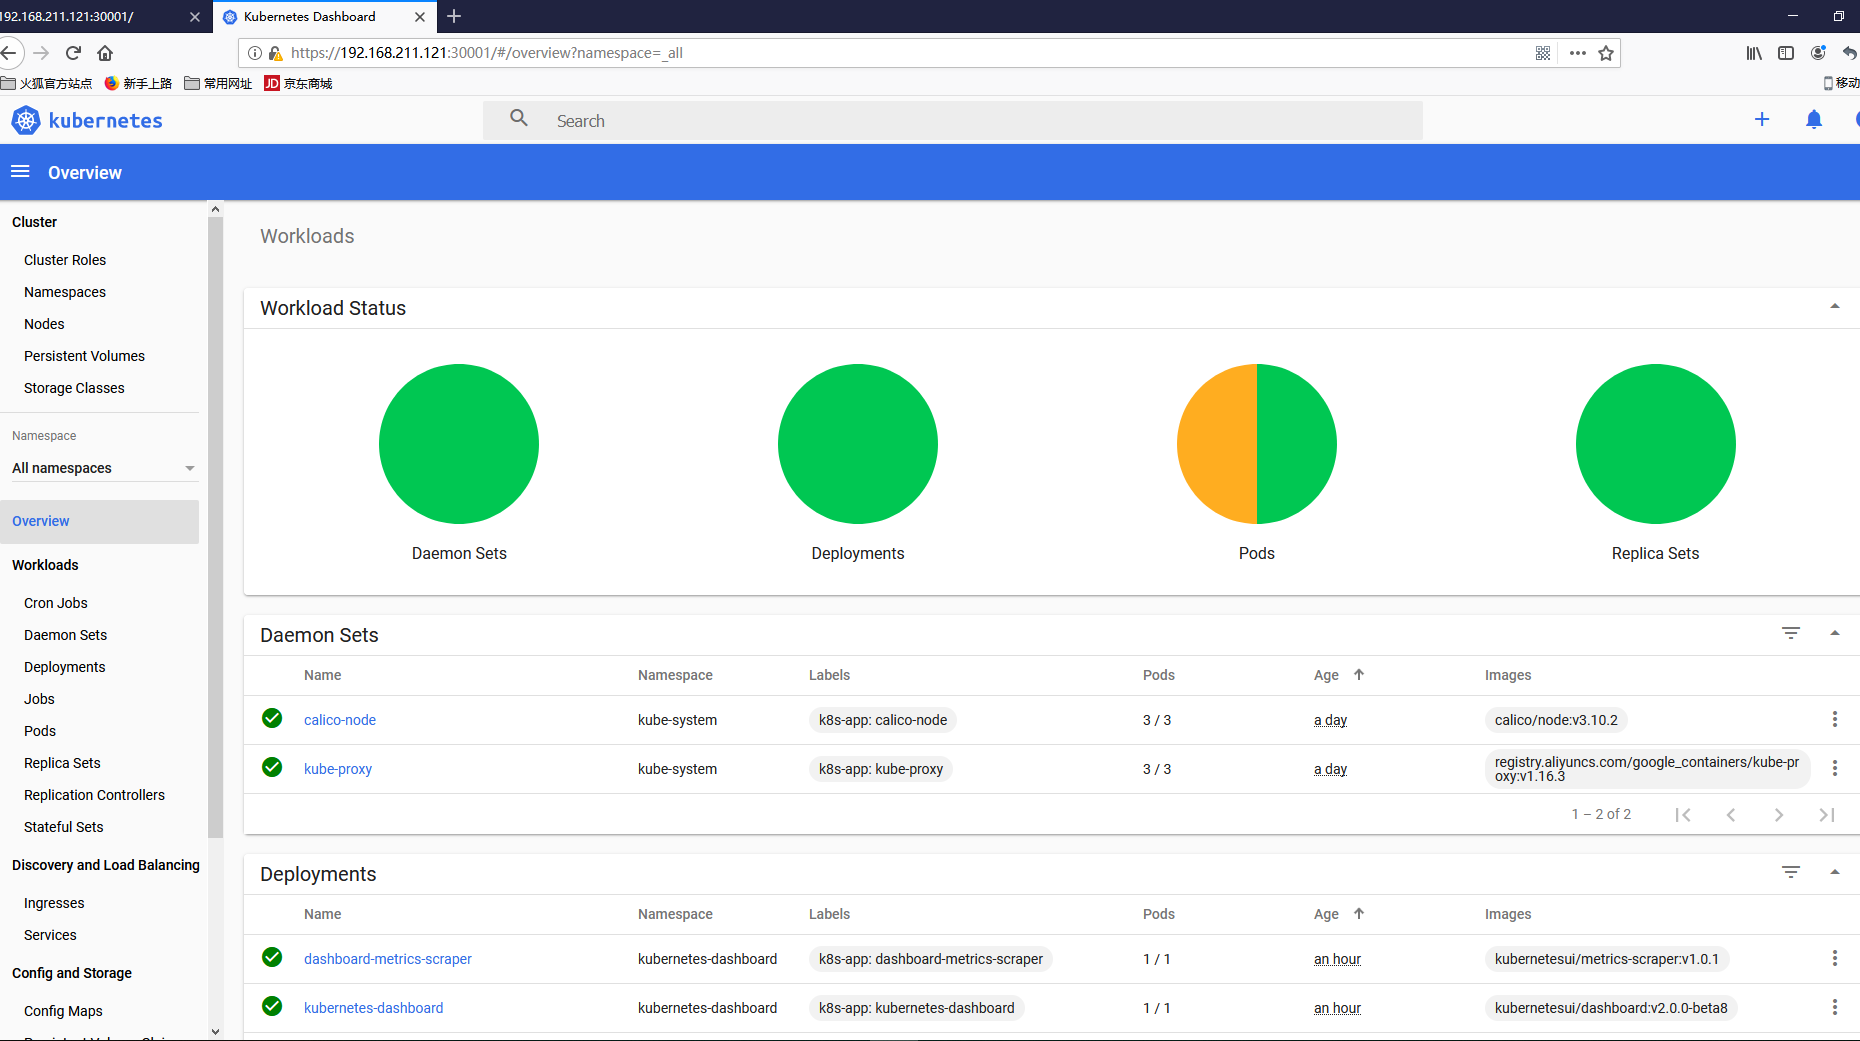 192.168.211.121:30001/
Kubernetes Dashboard
https://192.168.211.121:30001/#/overview?namespace=_all
火狐官方站点 新手上路 常用网址 JD 京东商城 移动
kubernetes
Search
Overview
Cluster
Cluster Roles
Namespaces
Nodes
Persistent Volumes
Storage Classes
Namespace
All namespaces
Overview
Workloads
Cron Jobs
Daemon Sets
Deployments
Jobs
Pods
Replica Sets
Replication Controllers
Stateful Sets
Discovery and Load Balancing
Ingresses
Services
Config and Storage
Config Maps
Workloads
Workload Status
Daemon Sets Deployments Pods Replica Sets
Daemon Sets
Name Namespace Labels Pods Age Images
calico-node kube-system k8s-app: calico-node 3 / 3 a day calico/node:v3.10.2
kube-proxy kube-system k8s-app: kube-proxy 3 / 3 a day registry.aliyuncs.com/google_containers/kube-pr
oxy:v1.16.3
1 – 2 of 2
Deployments
Name Namespace Labels Pods Age Images
dashboard-metrics-scraper kubernetes-dashboard k8s-app: dashboard-metrics-scraper 1 / 1 an hour kubernetesui/metrics-scraper:v1.0.1
kubernetes-dashboard kubernetes-dashboard k8s-app: kubernetes-dashboard 1 / 1 an hour kubernetesui/dashboard:v2.0.0-beta8